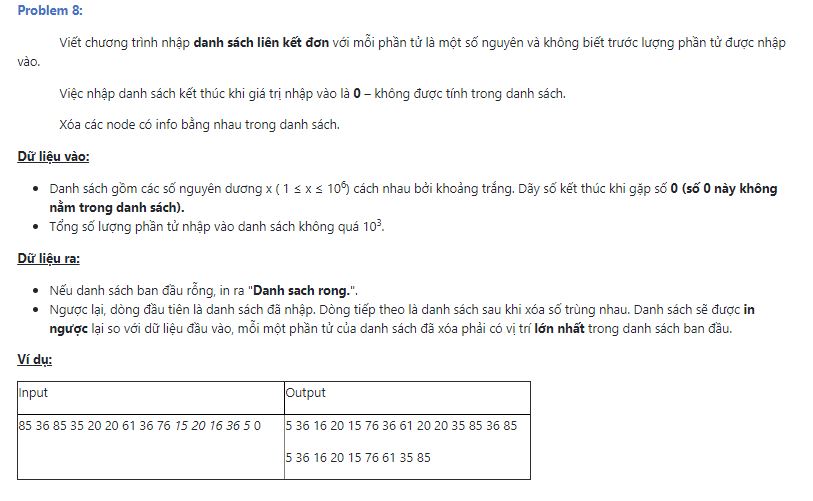 Problem 8:
Viết chương trình nhập danh sách liên kết đơn với mỗi phần tử là một số nguyên và không biết trước lượng phần tử được nhập
vào.
Việc nhập danh sách kết thúc khi giá trị nhập vào là 0 – không được tính trong danh sách.
Xóa các node có info bằng nhau trong danh sách.
Dữ liệu vào:
• Danh sách gồm các số nguyên dương x ( 1 ≤ x ≤ 10⁶) cách nhau bởi khoảng trắng. Dãy số kết thúc khi gặp số 0 (số 0 này không
nằm trong danh sách).
• Tổng số lượng phần tử nhập vào danh sách không quá 10³.
Dữ liệu ra:
• Nếu danh sách ban đầu rỗng, in ra "Danh sach rong.".
• Ngược lại, dòng đầu tiên là danh sách đã nhập. Dòng tiếp theo là danh sách sau khi xóa số trùng nhau. Danh sách sẽ được in
ngược lại so với dữ liệu đầu vào, mỗi một phần tử của danh sách đã xóa phải có vị trí lớn nhất trong danh sách ban đầu.
Ví dụ:
Input Output
85 36 85 35 20 20 61 36 76 15 20 16 36 5 0 5 36 16 20 15 76 36 61 20 20 35 85 36 85
5 36 16 20 15 76 61 35 85